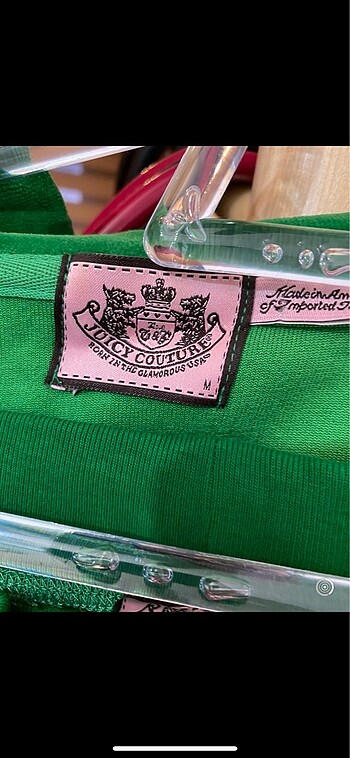 Made in Am
of Imported
JUICY COUTURE
BORN IN THE GLAMOROUS USA
M